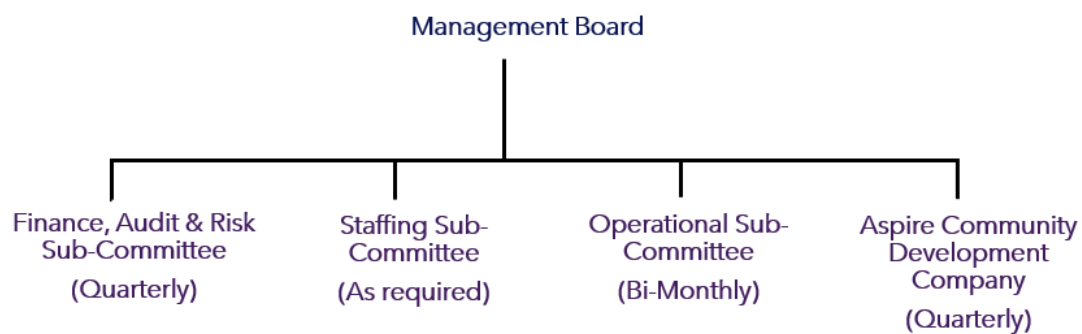 Management Board
Finance, Audit & Risk
Sub-Committee
(Quarterly)
Staffing Sub-
Committee
(As required)
Operational Sub-
Committee
(Bi-Monthly)
Aspire Community
Development
Company
(Quarterly)